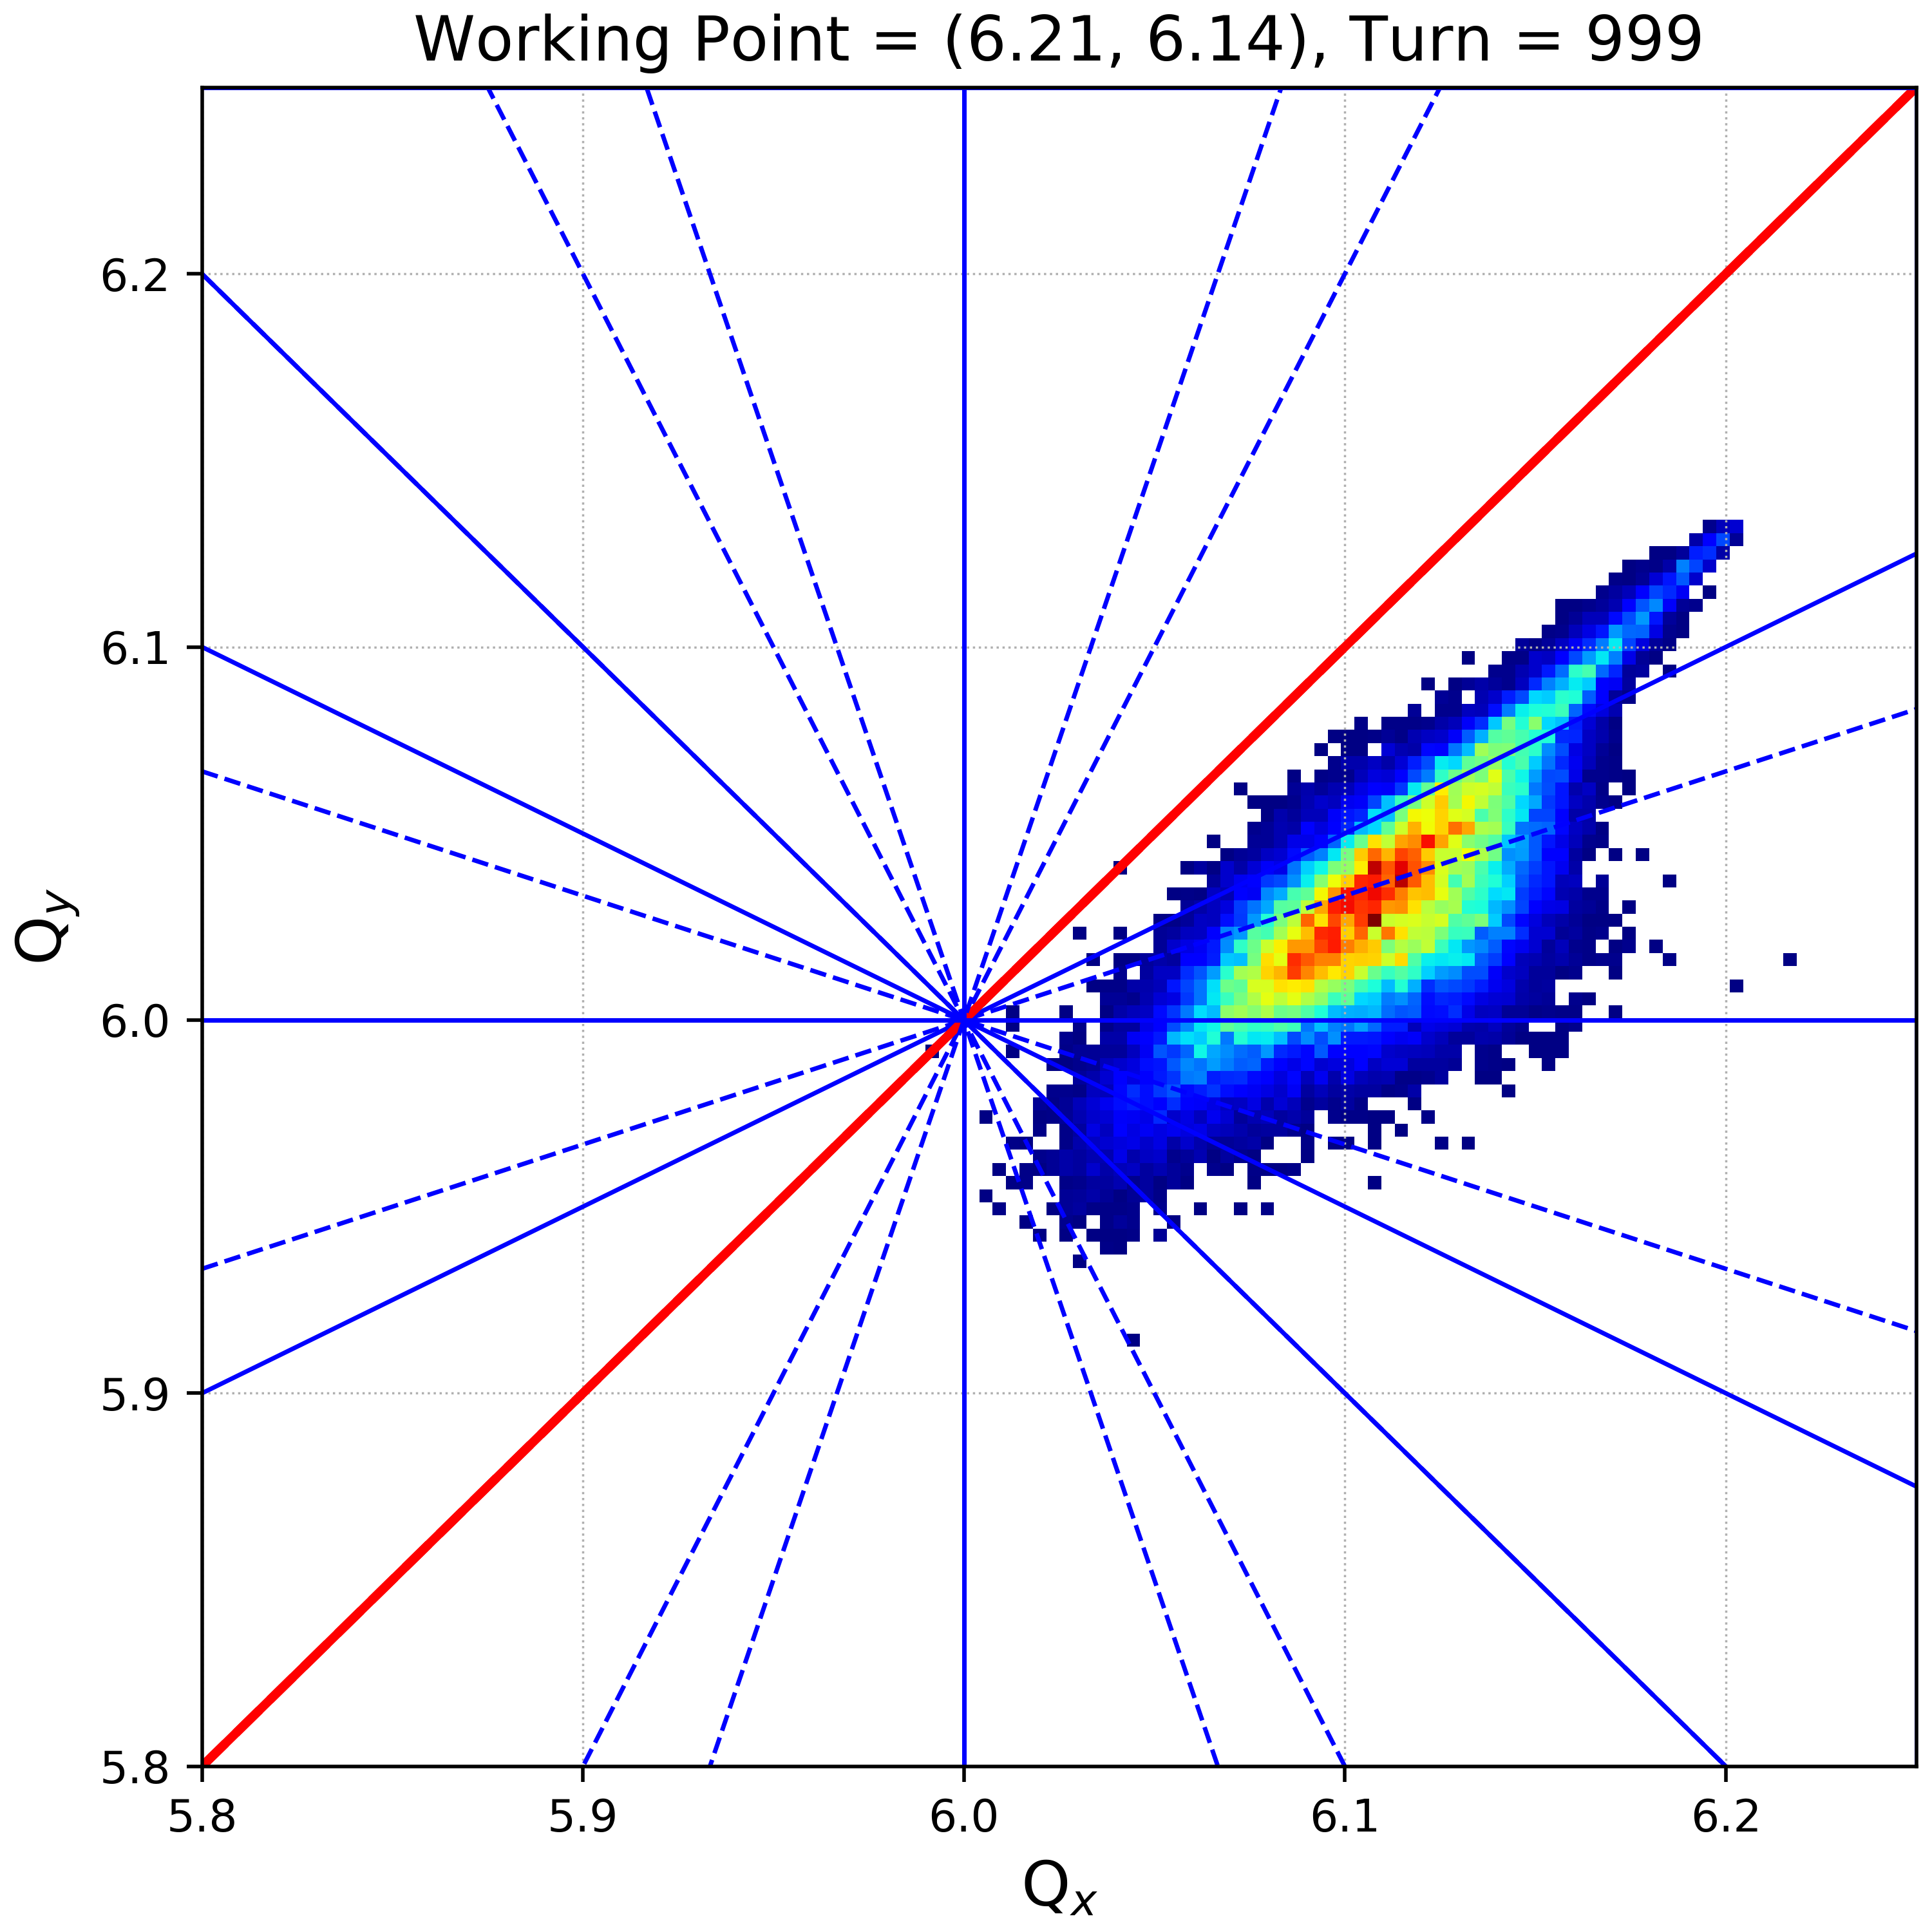 Working Point = (6.21, 6.14), Turn = 999
6.2
6.1
6.0
5.9
5.8
Qy
5.8 5.9 6.0 6.1 6.2
Qx